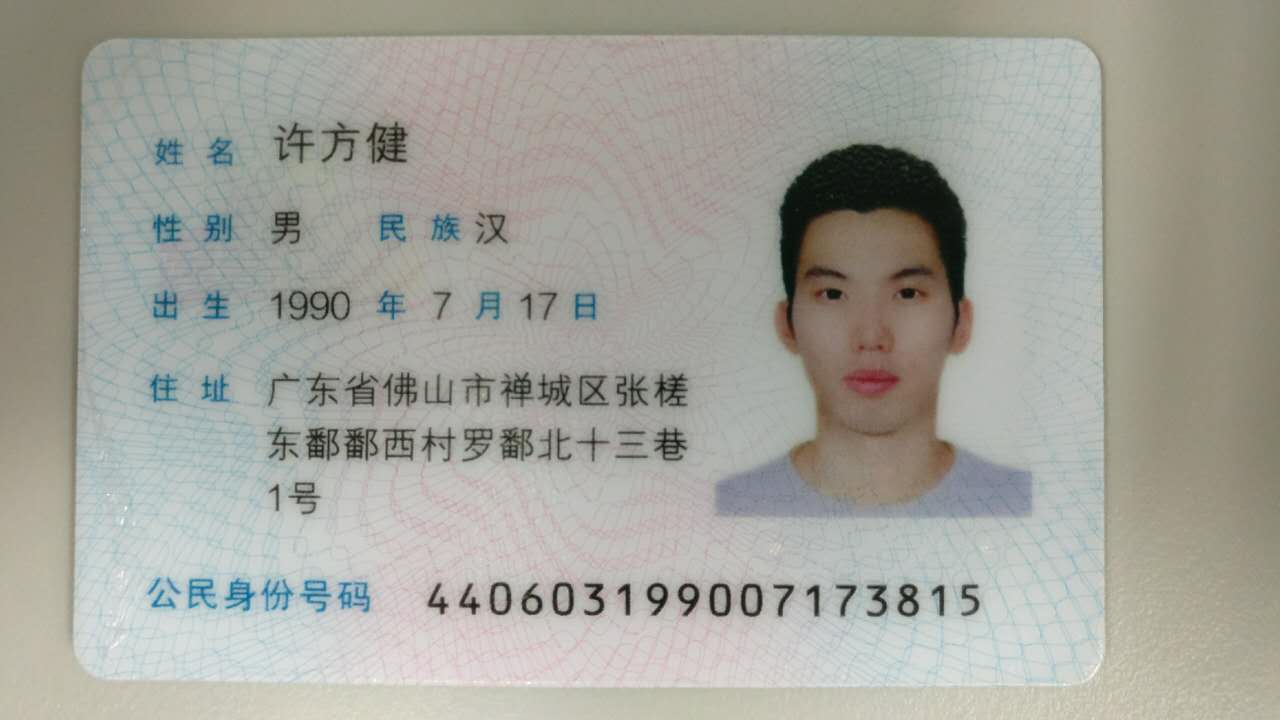 姓名 许方健
性别 男 民族 汉
出生 1990 年 7 月 17 日
住址 广东省佛山市禅城区张槎
东鄱鄱西村罗鄱北十三巷
1号
公民身份号码 440603199007173815